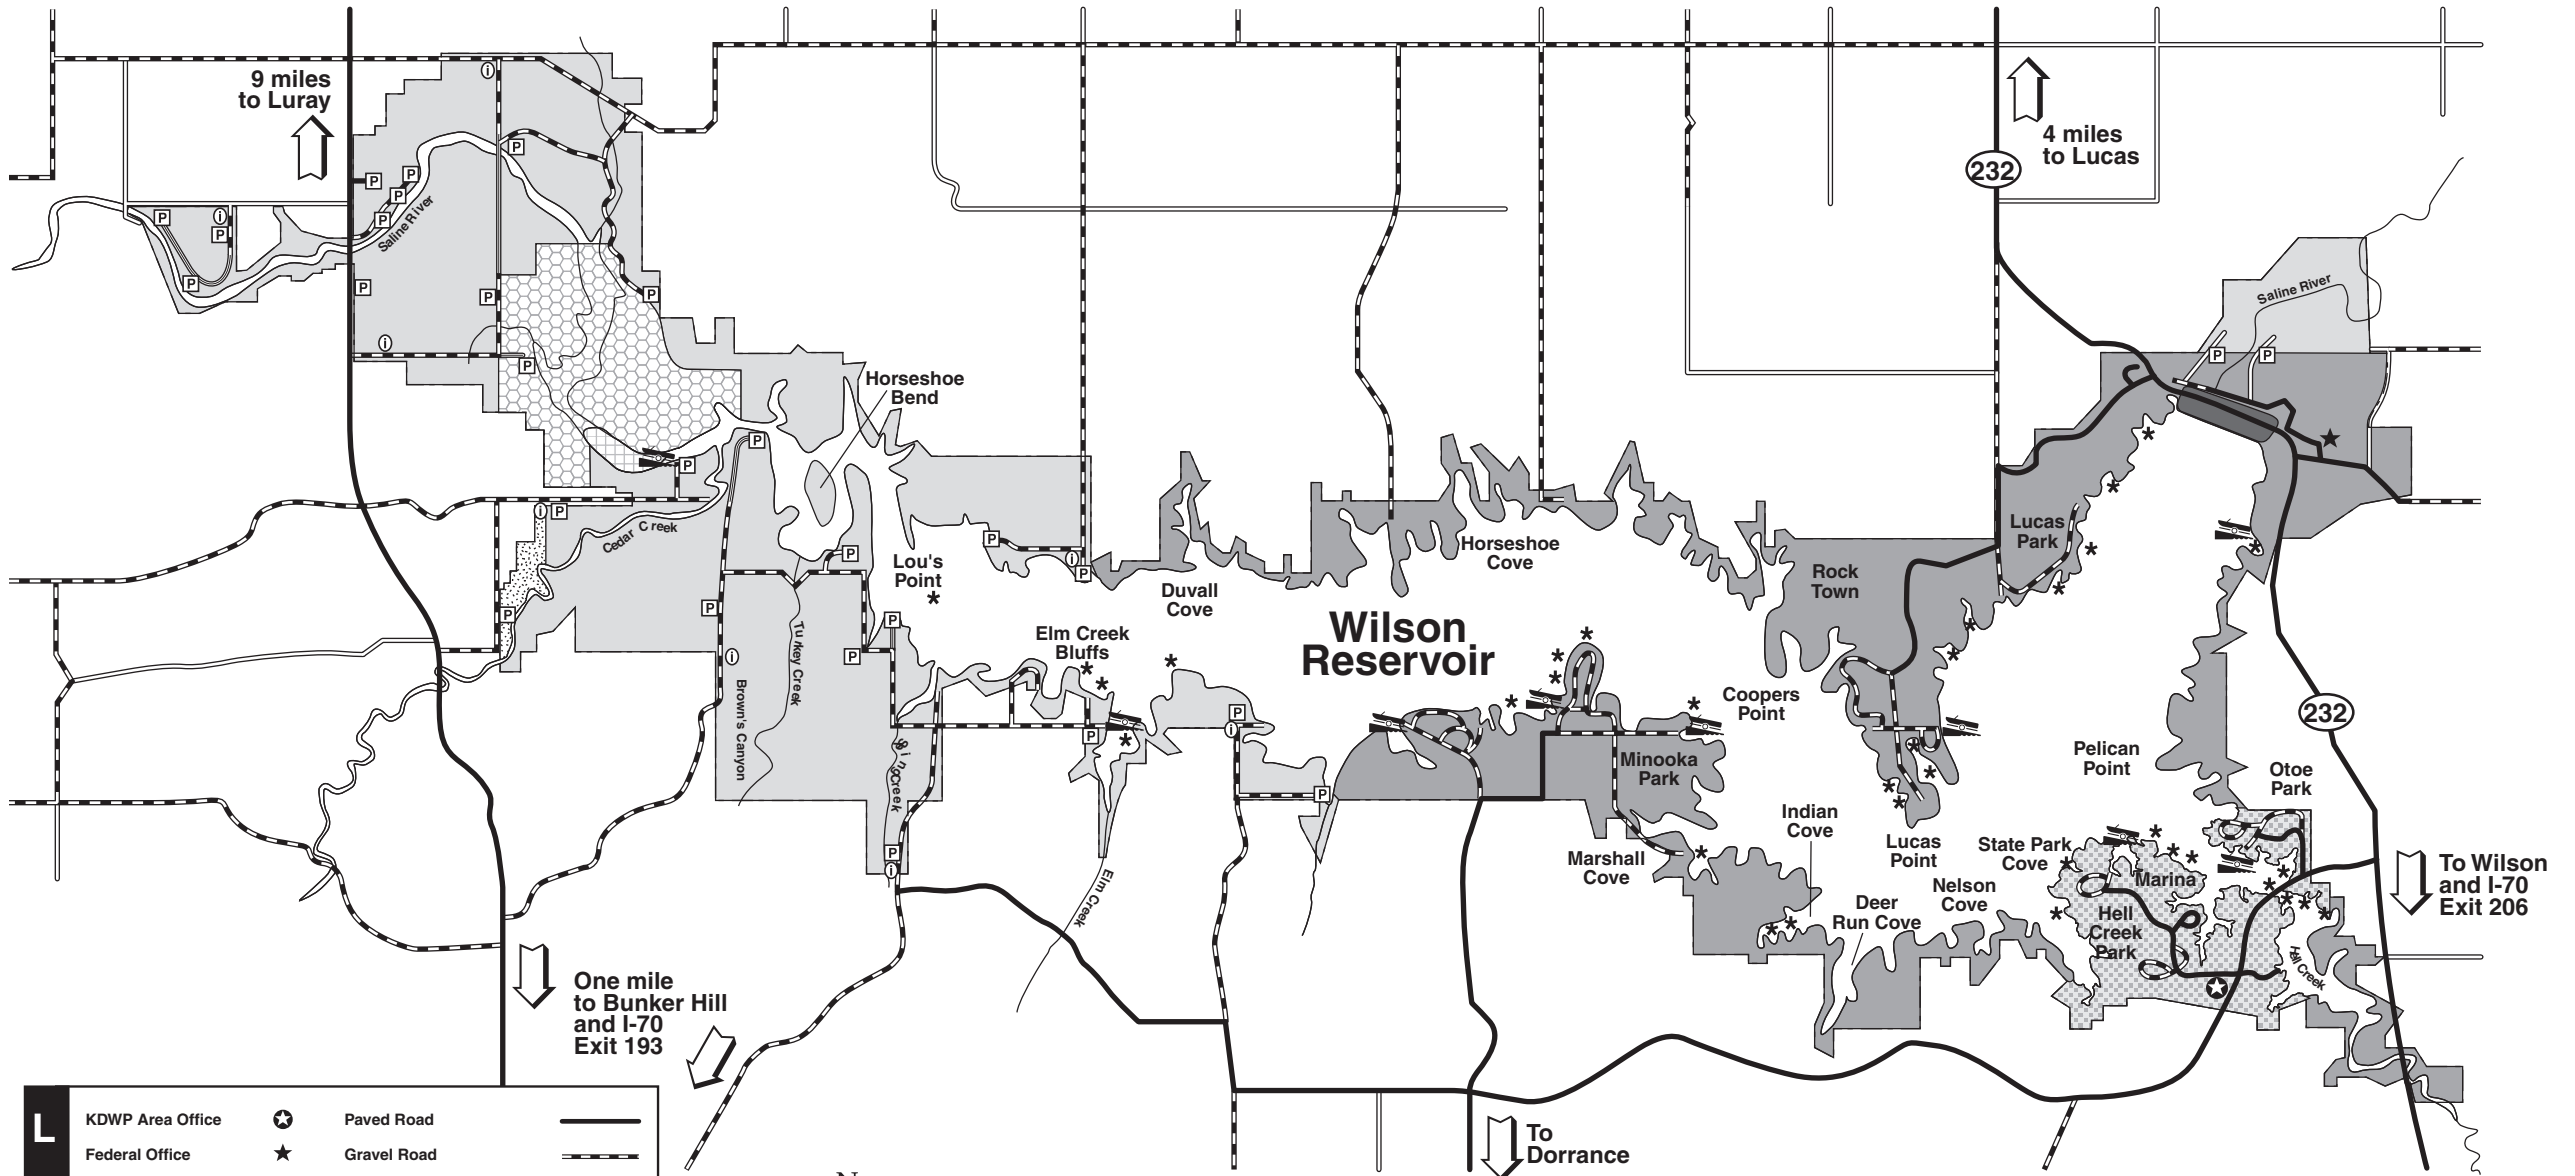 9 miles
to Luray
4 miles
to Lucas
232
i
P
P
P
P
P
P
i
P
P
P
P
P
i
P
Saline River
Saline River
P
P
Horseshoe
Bend
P
P
i
P
Cedar Creek
P
P
P
i
P
P
P
P
i
Lou's
Point
Duvall
Cove
Horseshoe
Cove
Rock
Town
Lucas
Park
Elm Creek
Bluffs
Wilson
Reservoir
Turkey Creek
Brown's Canyon
Creek
P
P
i
P
P
i
Coopers
Point
Minooka
Park
Pelican
Point
Otoe
Park
232
Indian
Cove
Marshall
Cove
Lucas
Point
State Park
Cove
Marina
Nelson
Cove
Deer
Run Cove
Hell
Creek
Park
Hell Creek
Elm Creek
To Wilson
and I-70
Exit 206
One mile
to Bunker Hill
and I-70
Exit 193
To
Dorrance
L
KDWP Area Office
Paved Road
Federal Office
Gravel Road
N